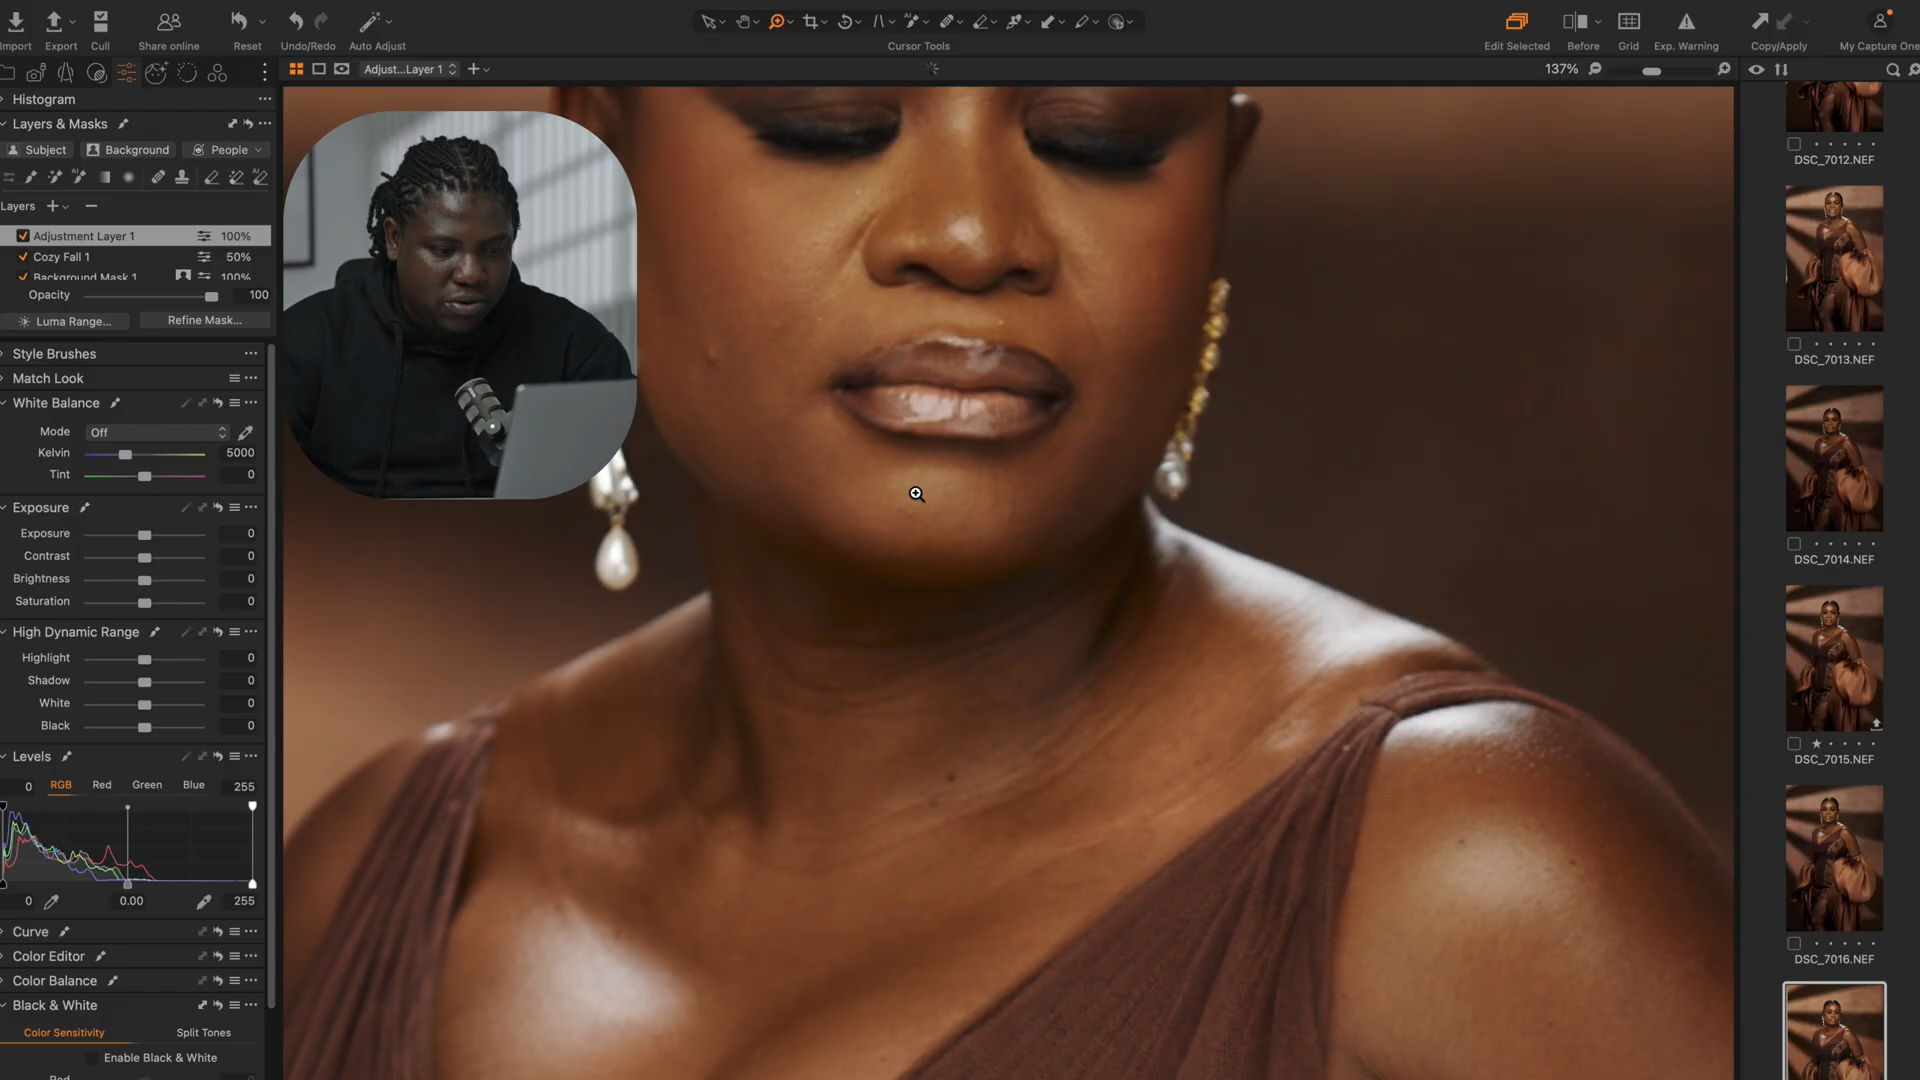 Import Export Cull Share online Reset Undo/Redo Auto Adjust Cursor Tools Edit Selected Before Grid Exp. Warning Copy/Apply My Capture One
Adjust...Layer 1
137%
Histogram
Layers & Masks
Subject Background People
Layers
Adjustment Layer 1 100%
Cozy Fall 1 50%
Background Mask 1 100%
Opacity 100
Luma Range... Refine Mask...
Style Brushes
Match Look
White Balance
Mode Off
Kelvin 5000
Tint 0
Exposure
Exposure 0
Contrast 0
Brightness 0
Saturation 0
High Dynamic Range
Highlight 0
Shadow 0
White 0
Black 0
Levels
0 RGB Red Green Blue 255
0 0.00 255
Curve
Color Editor
Color Balance
Black & White
Color Sensitivity Split Tones
Enable Black & White
Red
DSC_7012.NEF
DSC_7013.NEF
DSC_7014.NEF
DSC_7015.NEF
DSC_7016.NEF